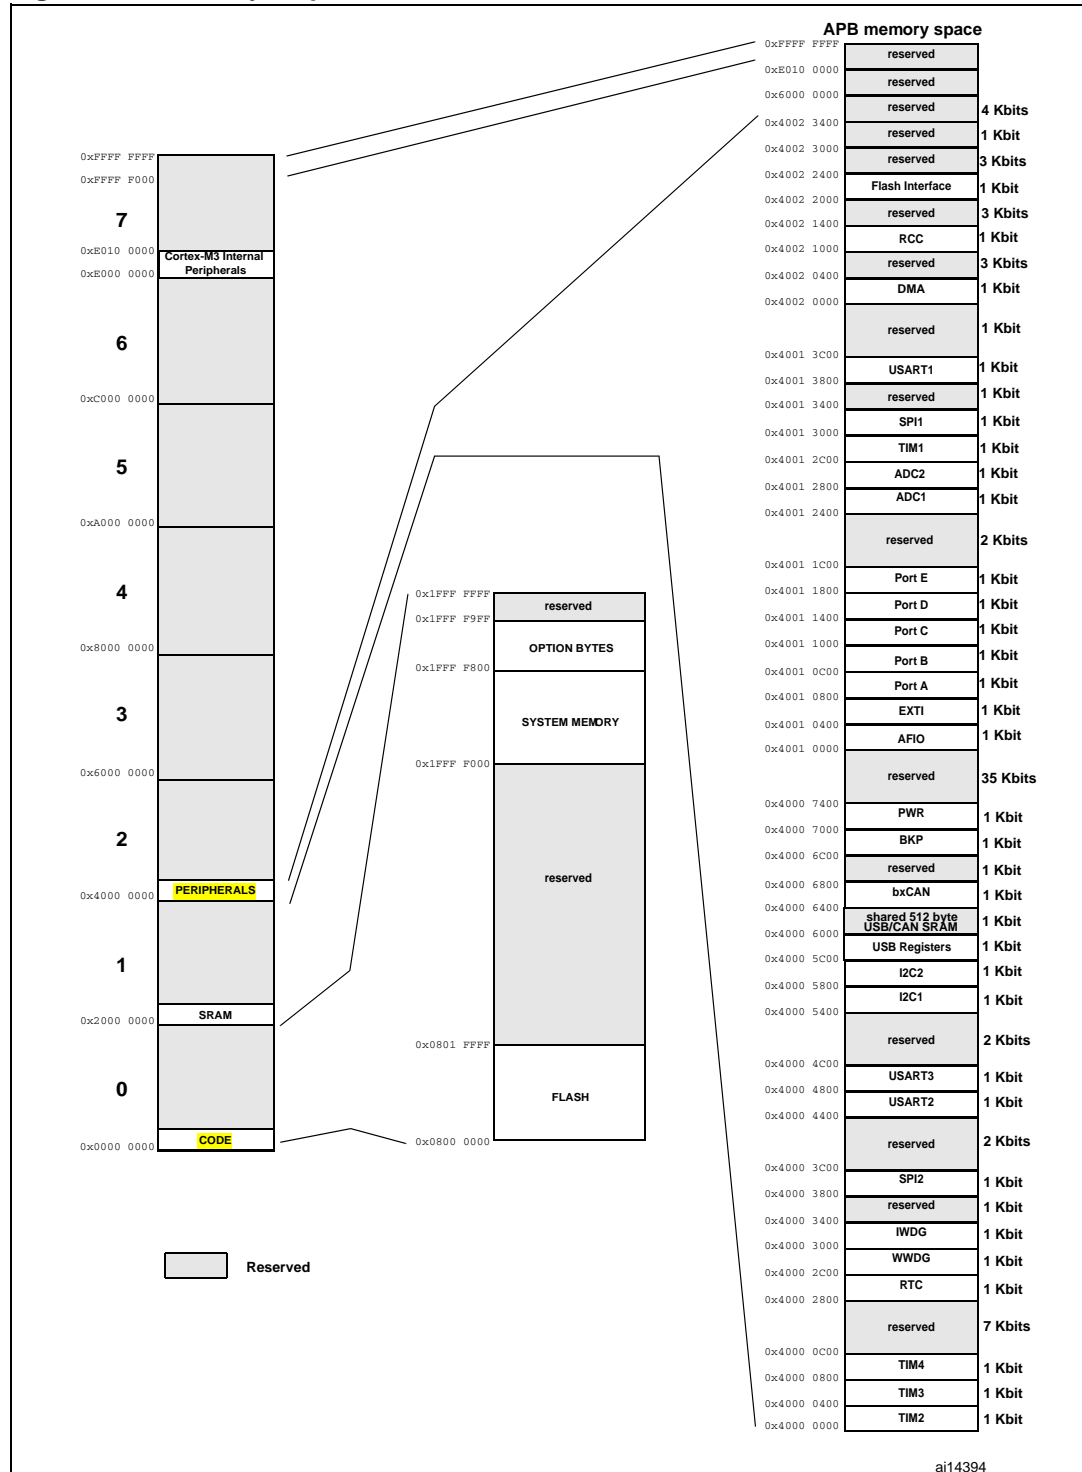 APB memory space
0xFFFF FFFF
reserved
0xE010 0000
reserved
0x6000 0000
reserved
4 Kbits
0x4002 3400
reserved
1 Kbit
0x4002 3000
reserved
3 Kbits
0x4002 2400
Flash Interface
1 Kbit
0x4002 2000
reserved
3 Kbits
0x4002 1400
RCC
1 Kbit
0x4002 1000
reserved
3 Kbits
0x4002 0400
DMA
1 Kbit
0x4002 0000
reserved
1 Kbit
0x4001 3C00
USART1
1 Kbit
0x4001 3800
reserved
1 Kbit
0x4001 3400
SPI1
1 Kbit
0x4001 3000
TIM1
1 Kbit
0x4001 2C00
ADC2
1 Kbit
0x4001 2800
ADC1
1 Kbit
0x4001 2400
reserved
2 Kbits
0x4001 1C00
Port E
1 Kbit
0x4001 1800
Port D
1 Kbit
0x4001 1400
Port C
1 Kbit
0x4001 1000
Port B
1 Kbit
0x4001 0C00
Port A
1 Kbit
0x4001 0800
EXTI
1 Kbit
0x4001 0400
AFIO
1 Kbit
0x4001 0000
reserved
35 Kbits
0x4000 7400
PWR
1 Kbit
0x4000 7000
BKP
1 Kbit
0x4000 6C00
reserved
1 Kbit
0x4000 6800
bxCAN
1 Kbit
0x4000 6400
shared 512 byte
USB/CAN SRAM
1 Kbit
0x4000 6000
USB Registers
1 Kbit
0x4000 5C00
I2C2
1 Kbit
0x4000 5800
I2C1
1 Kbit
0x4000 5400
reserved
2 Kbits
0x4000 4C00
USART3
1 Kbit
0x4000 4800
USART2
1 Kbit
0x4000 4400
reserved
2 Kbits
0x4000 3C00
SPI2
1 Kbit
0x4000 3800
reserved
1 Kbit
0x4000 3400
IWDG
1 Kbit
0x4000 3000
WWDG
1 Kbit
0x4000 2C00
RTC
1 Kbit
0x4000 2800
reserved
7 Kbits
0x4000 0C00
TIM4
1 Kbit
0x4000 0800
TIM3
1 Kbit
0x4000 0400
TIM2
1 Kbit
0x4000 0000
0xFFFF FFFF
0xFFFF F000
7
0xE010 0000
Cortex-M3 Internal
Peripherals
0xE000 0000
6
0xC000 0000
5
0xA000 0000
4
0x8000 0000
3
0x6000 0000
2
PERIPHERALS
0x4000 0000
1
SRAM
0x2000 0000
0
CODE
0x0000 0000
0x1FFF FFFF
reserved
0x1FFF F9FF
OPTION BYTES
0x1FFF F800
SYSTEM MEMORY
0x1FFF F000
reserved
0x0801 FFFF
FLASH
0x0800 0000
Reserved
ai14394